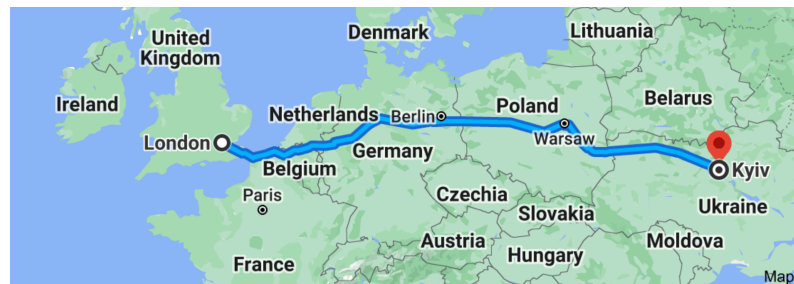 United
Kingdom
Denmark
Lithuania
Ireland
Netherlands
Berlin
Poland
Belarus
London
Warsaw
Germany
Belgium
Kyiv
Paris
Czechia
Ukraine
Slovakia
Austria
Moldova
Hungary
France
Map